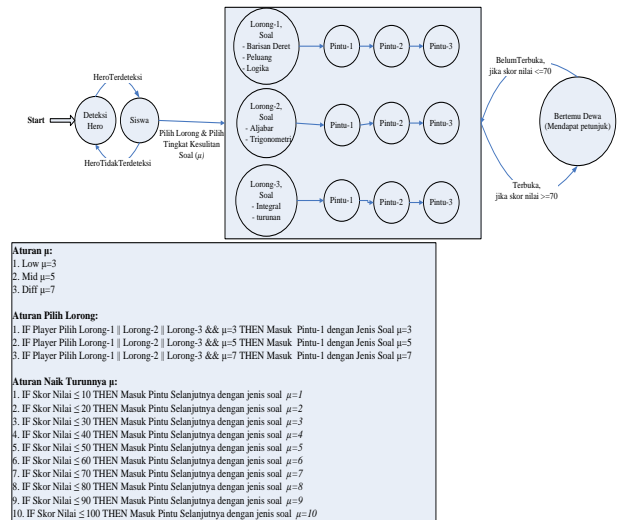 Lorong-1,
Soal
- Barisan Deret
- Peluang
- Logika
Pintu-1
Pintu-2
Pintu-3
HeroTerdeteksi
Start
Deteksi
Hero
Siswa
HeroTidakTerdeteksi
Pilih Lorong & Pilih
Tingkat Kesulitan
Soal (μ)
Lorong-2,
Soal
- Aljabar
- Trigonometri
Pintu-1
Pintu-2
Pintu-3
Lorong-3,
Soal
- Integral
- turunan
Pintu-1
Pintu-2
Pintu-3
BelumTerbuka,
jika skor nilai <=70
Bertemu Dewa
(Mendapat petunjuk)
Terbuka,
jika skor nilai >=70
Aturan μ:
1. Low μ=3
2. Mid μ=5
3. Diff μ=7
Aturan Pilih Lorong:
1. IF Player Pilih Lorong-1 || Lorong-2 || Lorong-3 && μ=3 THEN Masuk Pintu-1 dengan Jenis Soal μ=3
2. IF Player Pilih Lorong-1 || Lorong-2 || Lorong-3 && μ=5 THEN Masuk Pintu-1 dengan Jenis Soal μ=5
3. IF Player Pilih Lorong-1 || Lorong-2 || Lorong-3 && μ=7 THEN Masuk Pintu-1 dengan Jenis Soal μ=7
Aturan Naik Turunnya μ:
1. IF Skor Nilai ≤ 10 THEN Masuk Pintu Selanjutnya dengan jenis soal μ=1
2. IF Skor Nilai ≤ 20 THEN Masuk Pintu Selanjutnya dengan jenis soal μ=2
3. IF Skor Nilai ≤ 30 THEN Masuk Pintu Selanjutnya dengan jenis soal μ=3
4. IF Skor Nilai ≤ 40 THEN Masuk Pintu Selanjutnya dengan jenis soal μ=4
5. IF Skor Nilai ≤ 50 THEN Masuk Pintu Selanjutnya dengan jenis soal μ=5
6. IF Skor Nilai ≤ 60 THEN Masuk Pintu Selanjutnya dengan jenis soal μ=6
7. IF Skor Nilai ≤ 70 THEN Masuk Pintu Selanjutnya dengan jenis soal μ=7
8. IF Skor Nilai ≤ 80 THEN Masuk Pintu Selanjutnya dengan jenis soal μ=8
9. IF Skor Nilai ≤ 90 THEN Masuk Pintu Selanjutnya dengan jenis soal μ=9
10. IF Skor Nilai ≤ 100 THEN Masuk Pintu Selanjutnya dengan jenis soal μ=10